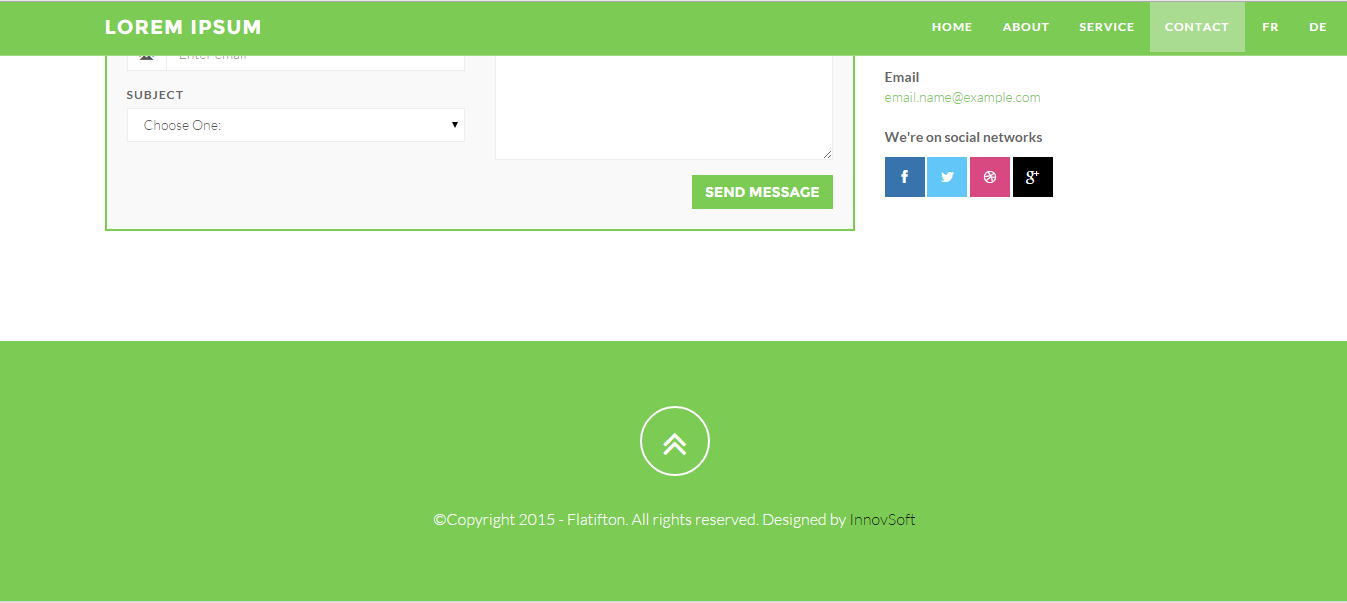 LOREM IPSUM
HOME ABOUT SERVICE CONTACT FR DE
Enter email
SUBJECT
Choose One:
SEND MESSAGE
Email
email.name@example.com
We're on social networks
©Copyright 2015 - Flatifton. All rights reserved. Designed by InnovSoft